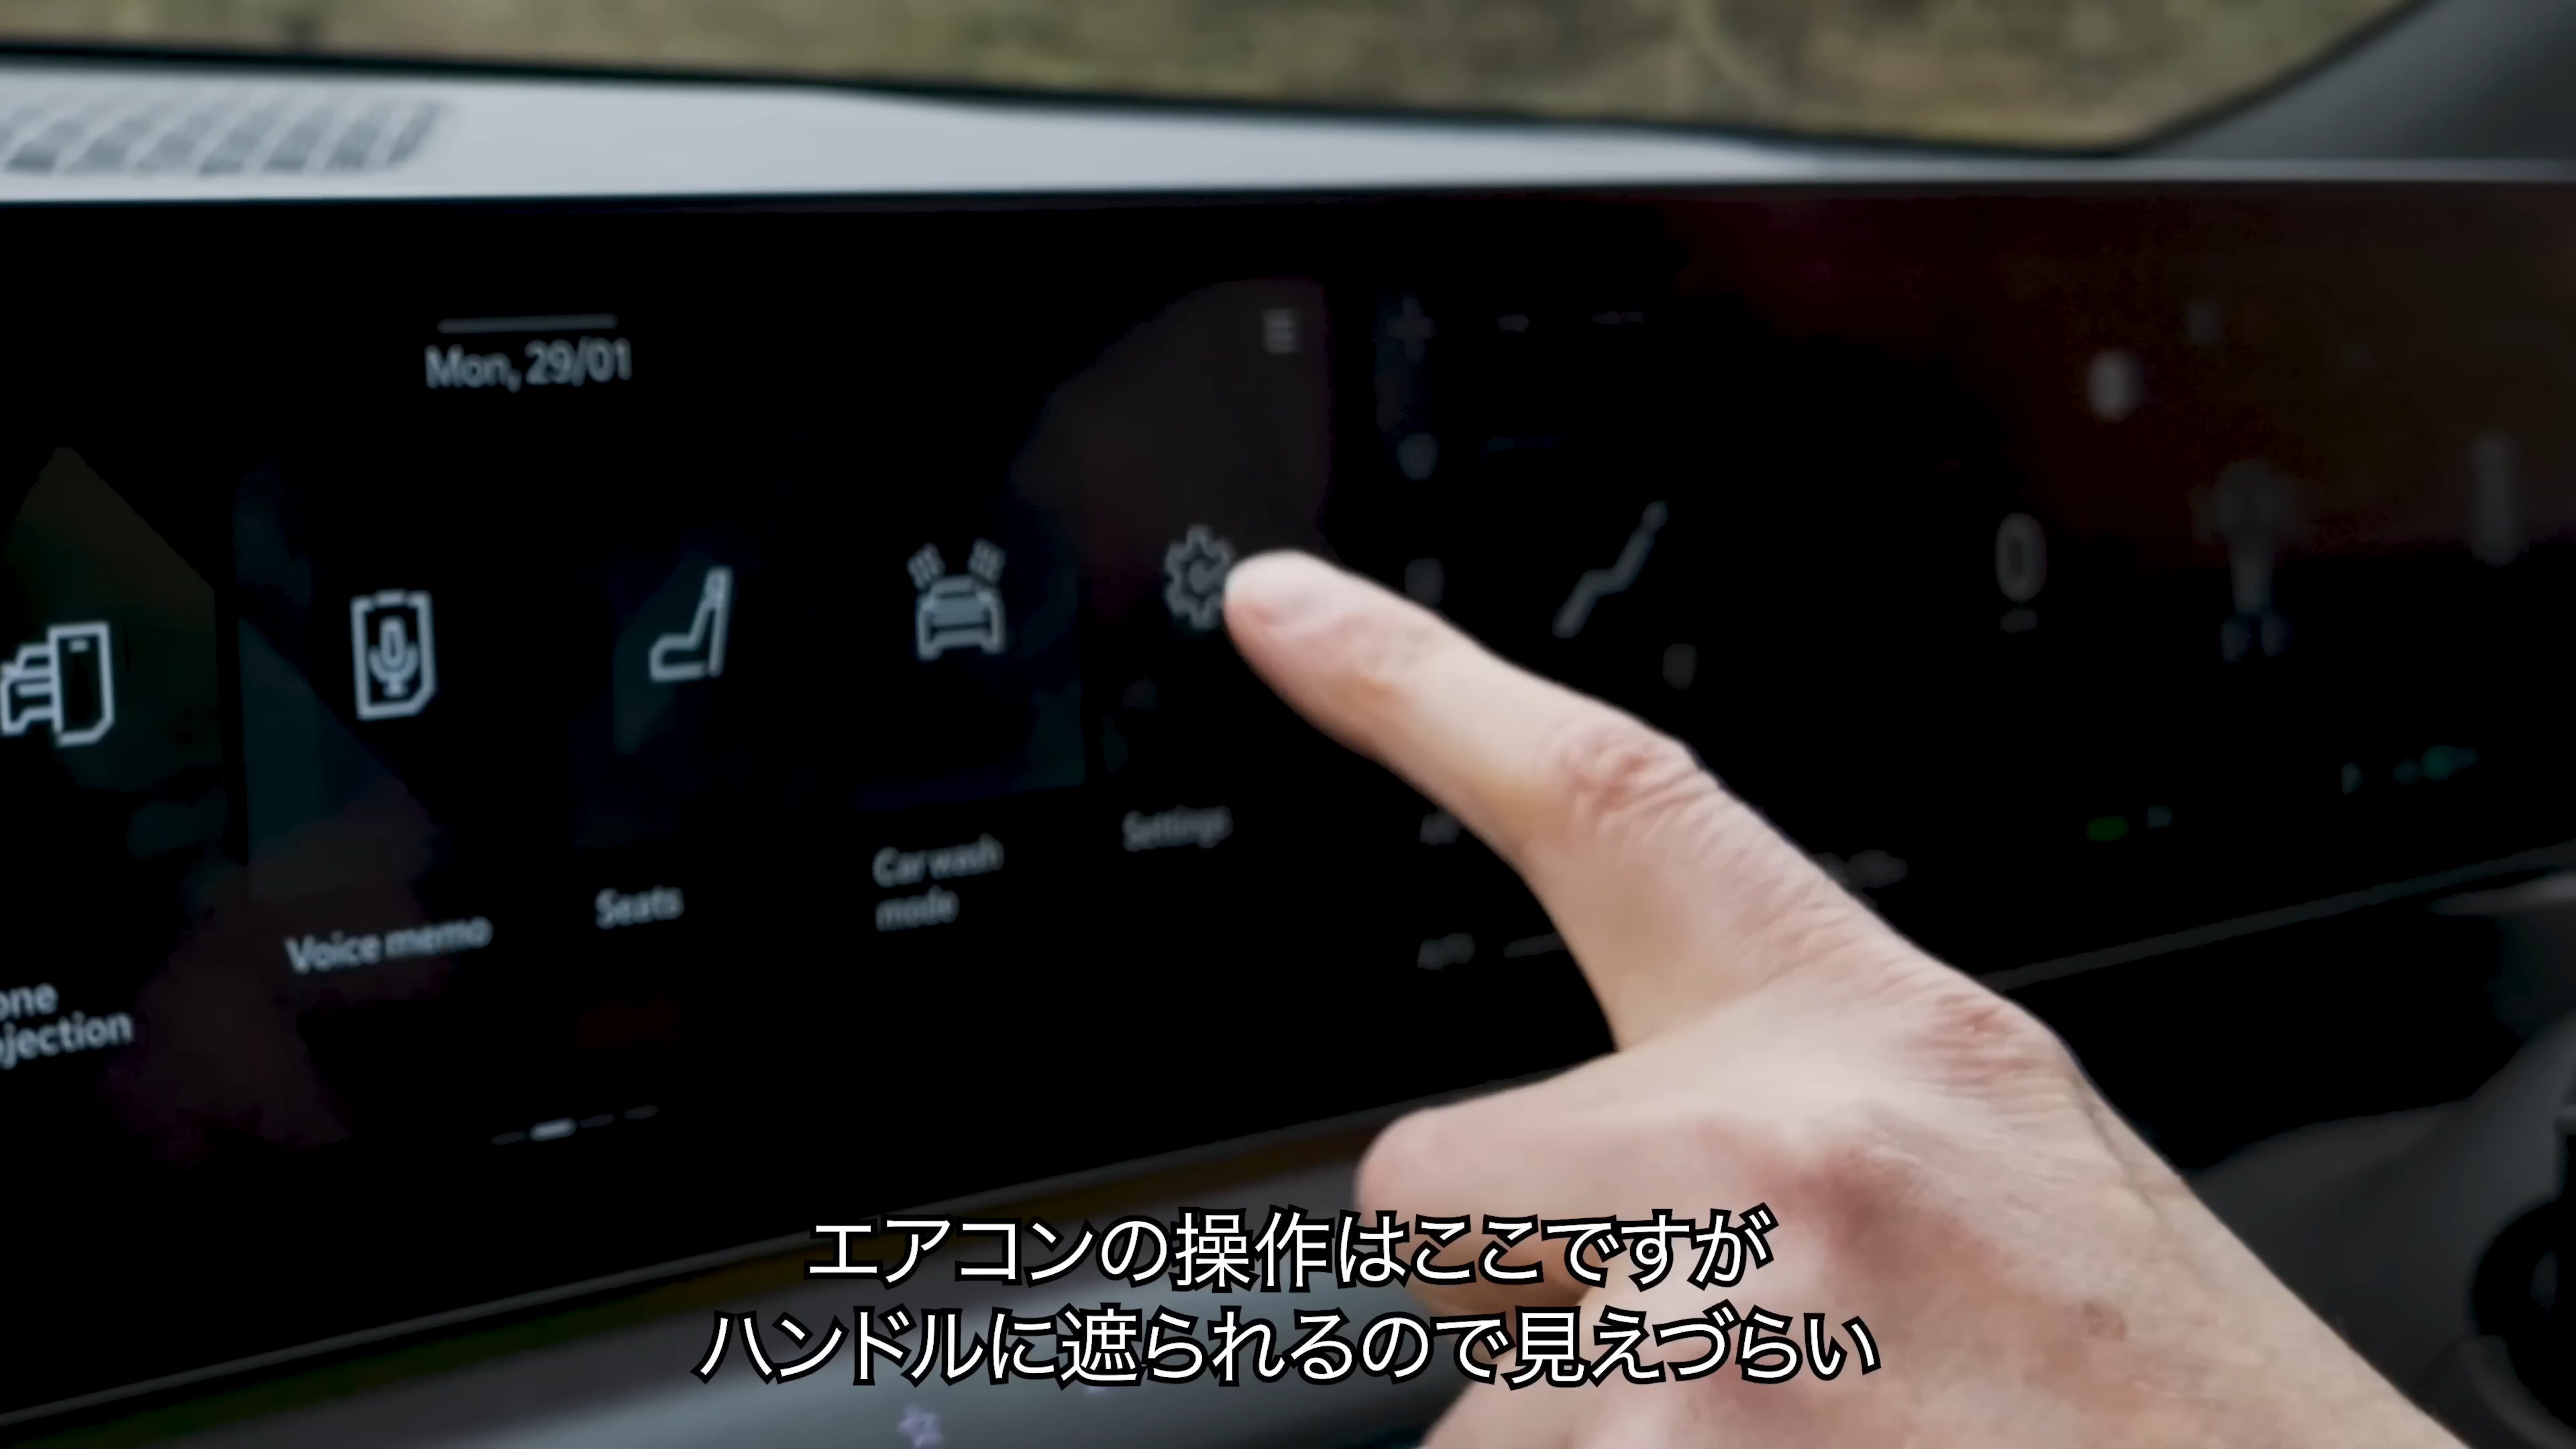 Mon, 29/01
one
jection
Voice memo
Seats
Car wash
mode
Settings
エアコンの操作はここですが
ハンドルに遮られるので見えづらい